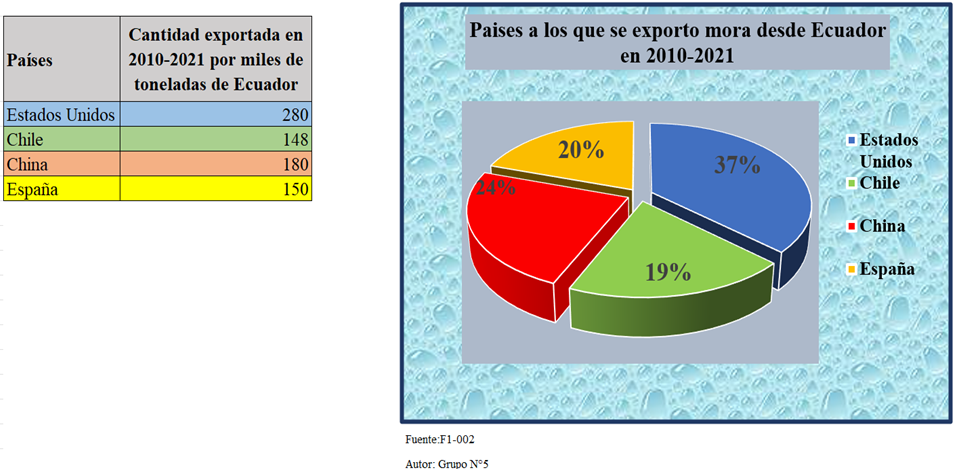 Países
Cantidad exportada en
2010-2021 por miles de
toneladas de Ecuador
Estados Unidos 280
Chile 148
China 180
España 150
Paises a los que se exporto mora desde Ecuador
en 2010-2021
20%
37%
24%
19%
Estados
Unidos
Chile
China
España
Fuente:F1-002
Autor: Grupo N°5